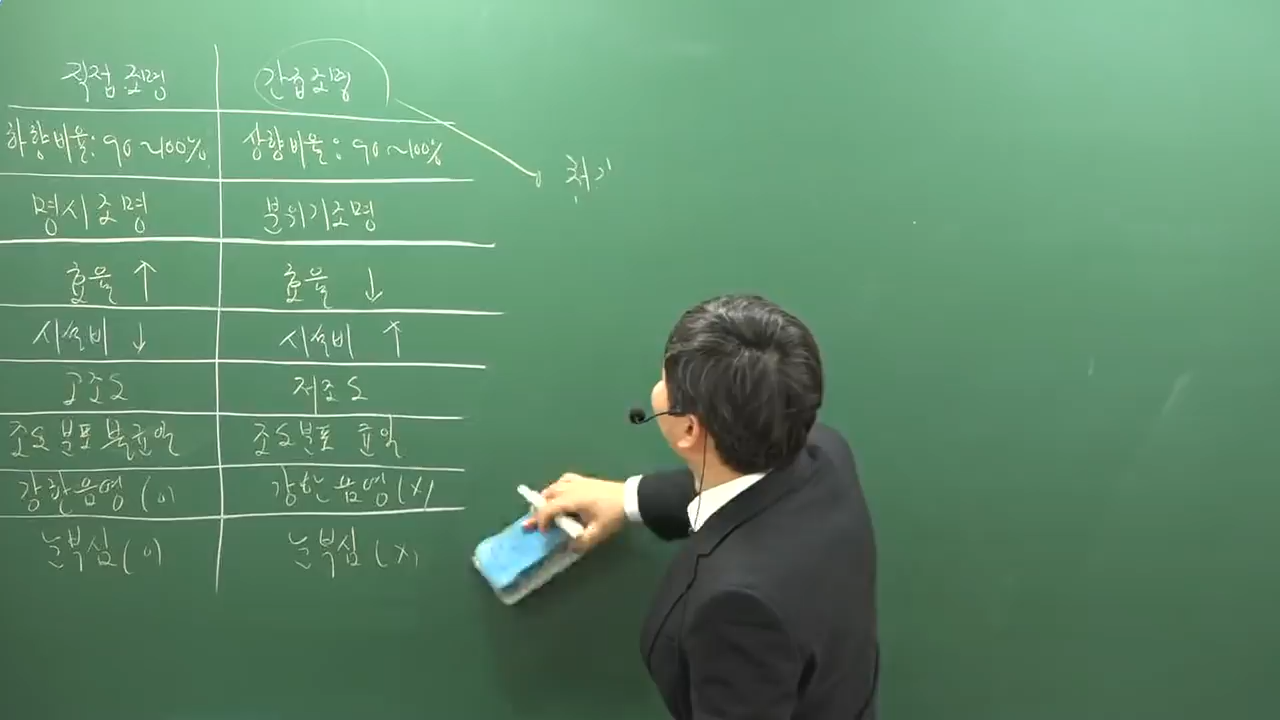 직접조명 간접조명
하향비율: 90~100% 상향비율: 90~100%
명시조명 분위기조명
효율 ↑ 효율 ↓
시설비 ↓ 시설비 ↑
고조도 저조도
조도분포 불균일 조도분포 균일
강한음영 (O) 강한음영 (X)
눈부심 (O) 눈부심 (X)